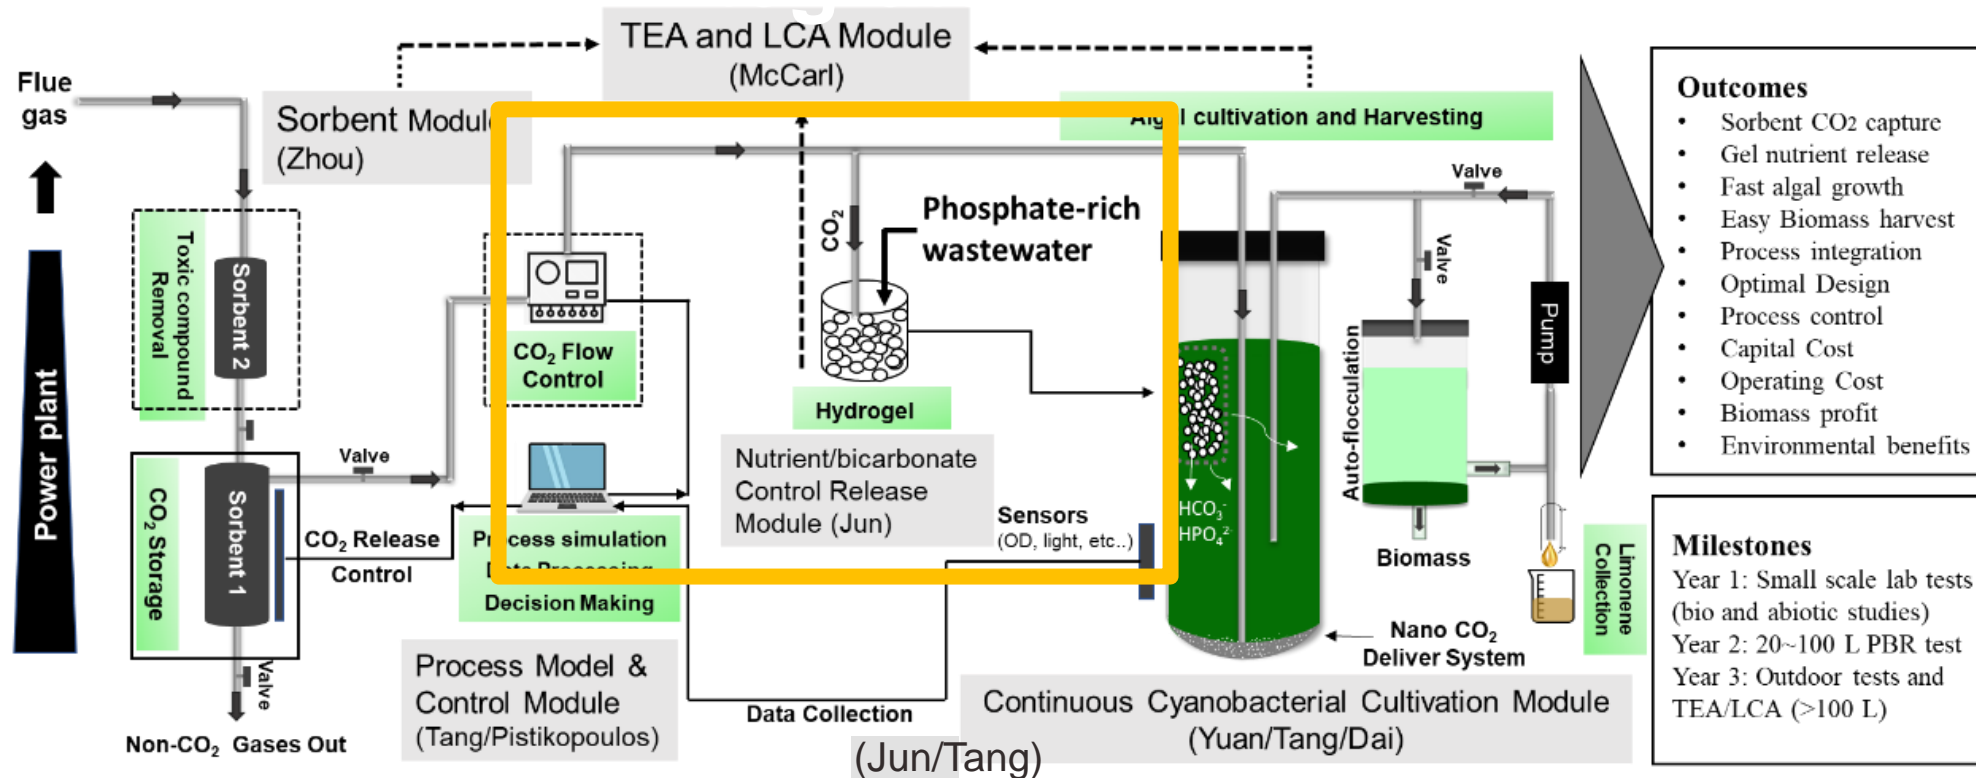 TEA and LCA Module
(McCarl)
Flue
gas
Sorbent Module
(Zhou)
Algal cultivation and Harvesting
Toxic compound
Removal
Sorbent 2
Power plant
CO₂ Storage
Sorbent 1
Valve
Valve
Non-CO₂ Gases Out
CO₂ Release
Control
CO₂ Flow
Control
Process simulation
Data Processing
Decision Making
Process Model &
Control Module
(Tang/Pistikopoulos)
CO₂
Phosphate-rich
wastewater
Hydrogel
Nutrient/bicarbonate
Control Release
Module (Jun)
Sensors
(OD, light, etc..)
Data Collection
HCO₃⁻
HPO₄²⁻
Nano CO₂
Deliver System
Continuous Cyanobacterial Cultivation Module
(Yuan/Tang/Dai)
(Jun/Tang)
Valve
Valve
Pump
Auto-flocculation
Biomass
Limonene
Collection
Outcomes
• Sorbent CO2 capture
• Gel nutrient release
• Fast algal growth
• Easy Biomass harvest
• Process integration
• Optimal Design
• Process control
• Capital Cost
• Operating Cost
• Biomass profit
• Environmental benefits
Milestones
Year 1: Small scale lab tests
(bio and abiotic studies)
Year 2: 20~100 L PBR test
Year 3: Outdoor tests and
TEA/LCA (>100 L)